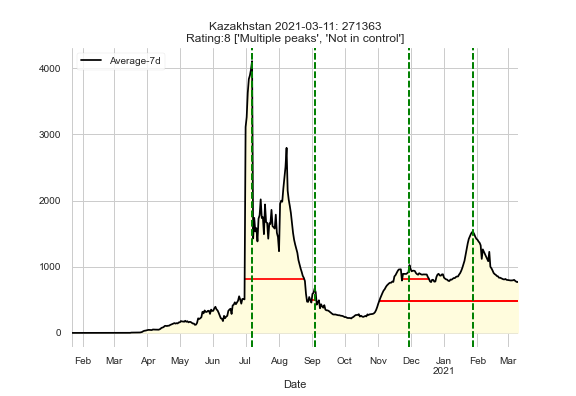 Kazakhstan 2021-03-11: 271363
Rating:8 ['Multiple peaks', 'Not in control']
Average-7d
4000
3000
2000
1000
0
Feb Mar Apr May Jun Jul Aug Sep Oct Nov Dec Jan Feb Mar
2021
Date